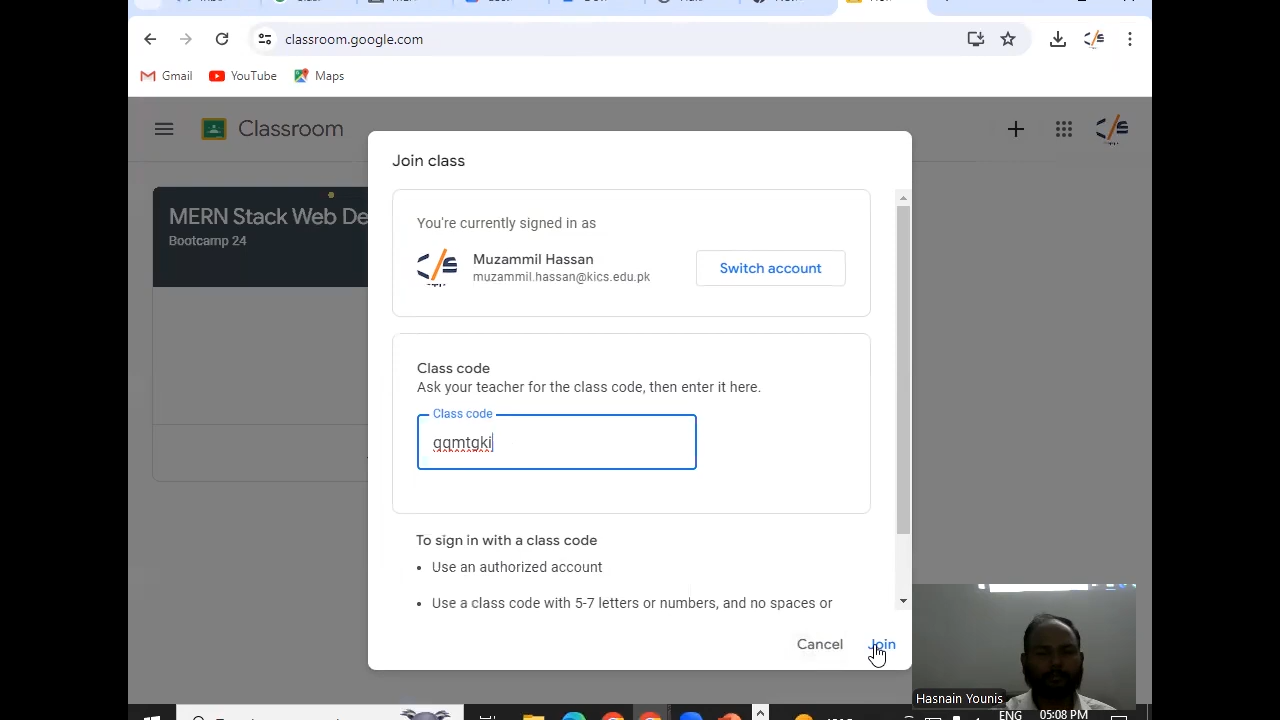 classroom.google.com
Gmail YouTube Maps
Classroom
Join class
MERN Stack Web De
Bootcamp 24
You're currently signed in as
Muzammil Hassan
muzammil.hassan@kics.edu.pk
Switch account
Class code
Ask your teacher for the class code, then enter it here.
Class code
qqmtgki
To sign in with a class code
• Use an authorized account
• Use a class code with 5-7 letters or numbers, and no spaces or
Cancel Join
Hasnain Younis
ENG 05:08 PM